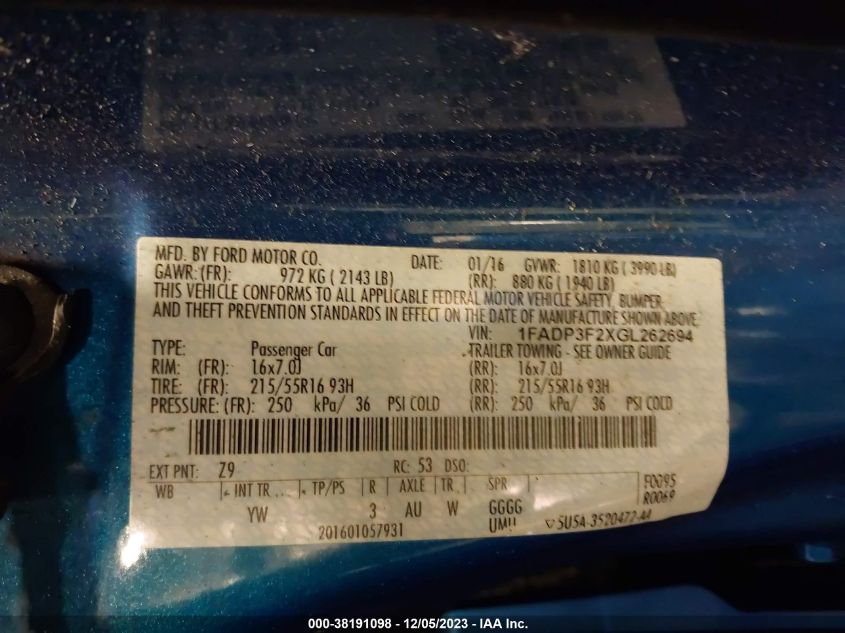 MFD. BY FORD MOTOR CO. DATE: 01/16 GVWR: 1810 KG ( 3990 LB)
GAWR:(FR): 972 KG ( 2143 LB) (RR): 880 KG ( 1940 LB)
THIS VEHICLE CONFORMS TO ALL APPLICABLE FEDERAL MOTOR VEHICLE SAFETY, BUMPER,
AND THEFT PREVENTION STANDARDS IN EFFECT ON THE DATE OF MANUFACTURE SHOWN ABOVE.
VIN: 1FADP3F2XGL262694
TYPE: Passenger Car TRAILER TOWING - SEE OWNER GUIDE
RIM: (FR): 16x7.0J (RR): 16x7.0J
TIRE: (FR): 215/55R16 93H (RR): 215/55R16 93H
PRESSURE: (FR): 250 kPa/ 36 PSI COLD (RR): 250 kPa/ 36 PSI COLD
EXT PNT: Z9 RC: 53 DSO: F0095
WB INT TR TP/PS R AXLE TR SPR R0069
YW 3 AU W GGGG
201601057931 UM!! 5U5A-3520472-AA
000-38191098 - 12/05/2023 - IAA Inc.